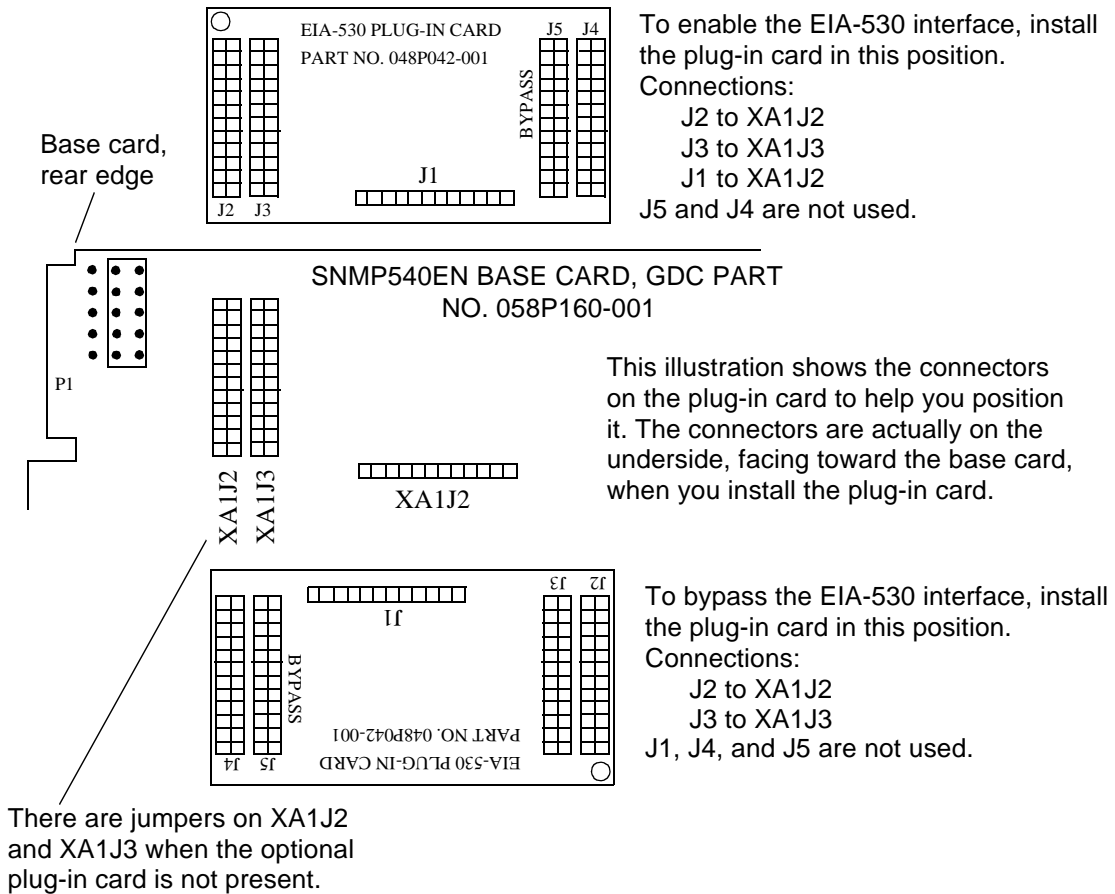 EIA-530 PLUG-IN CARD
PART NO. 048P042-001
J5 J4
BYPASS
J1
J2 J3
To enable the EIA-530 interface, install
the plug-in card in this position.
Connections:
J2 to XA1J2
J3 to XA1J3
J1 to XA1J2
J5 and J4 are not used.
Base card,
rear edge
SNMP540EN BASE CARD, GDC PART
NO. 058P160-001
P1
XA1J2
XA1J3
XA1J2
This illustration shows the connectors
on the plug-in card to help you position
it. The connectors are actually on the
underside, facing toward the base card,
when you install the plug-in card.
J3 J2
J1
BYPASS
PART NO. 048P042-001
EIA-530 PLUG-IN CARD
J4 J5
To bypass the EIA-530 interface, install
the plug-in card in this position.
Connections:
J2 to XA1J2
J3 to XA1J3
J1, J4, and J5 are not used.
There are jumpers on XA1J2
and XA1J3 when the optional
plug-in card is not present.